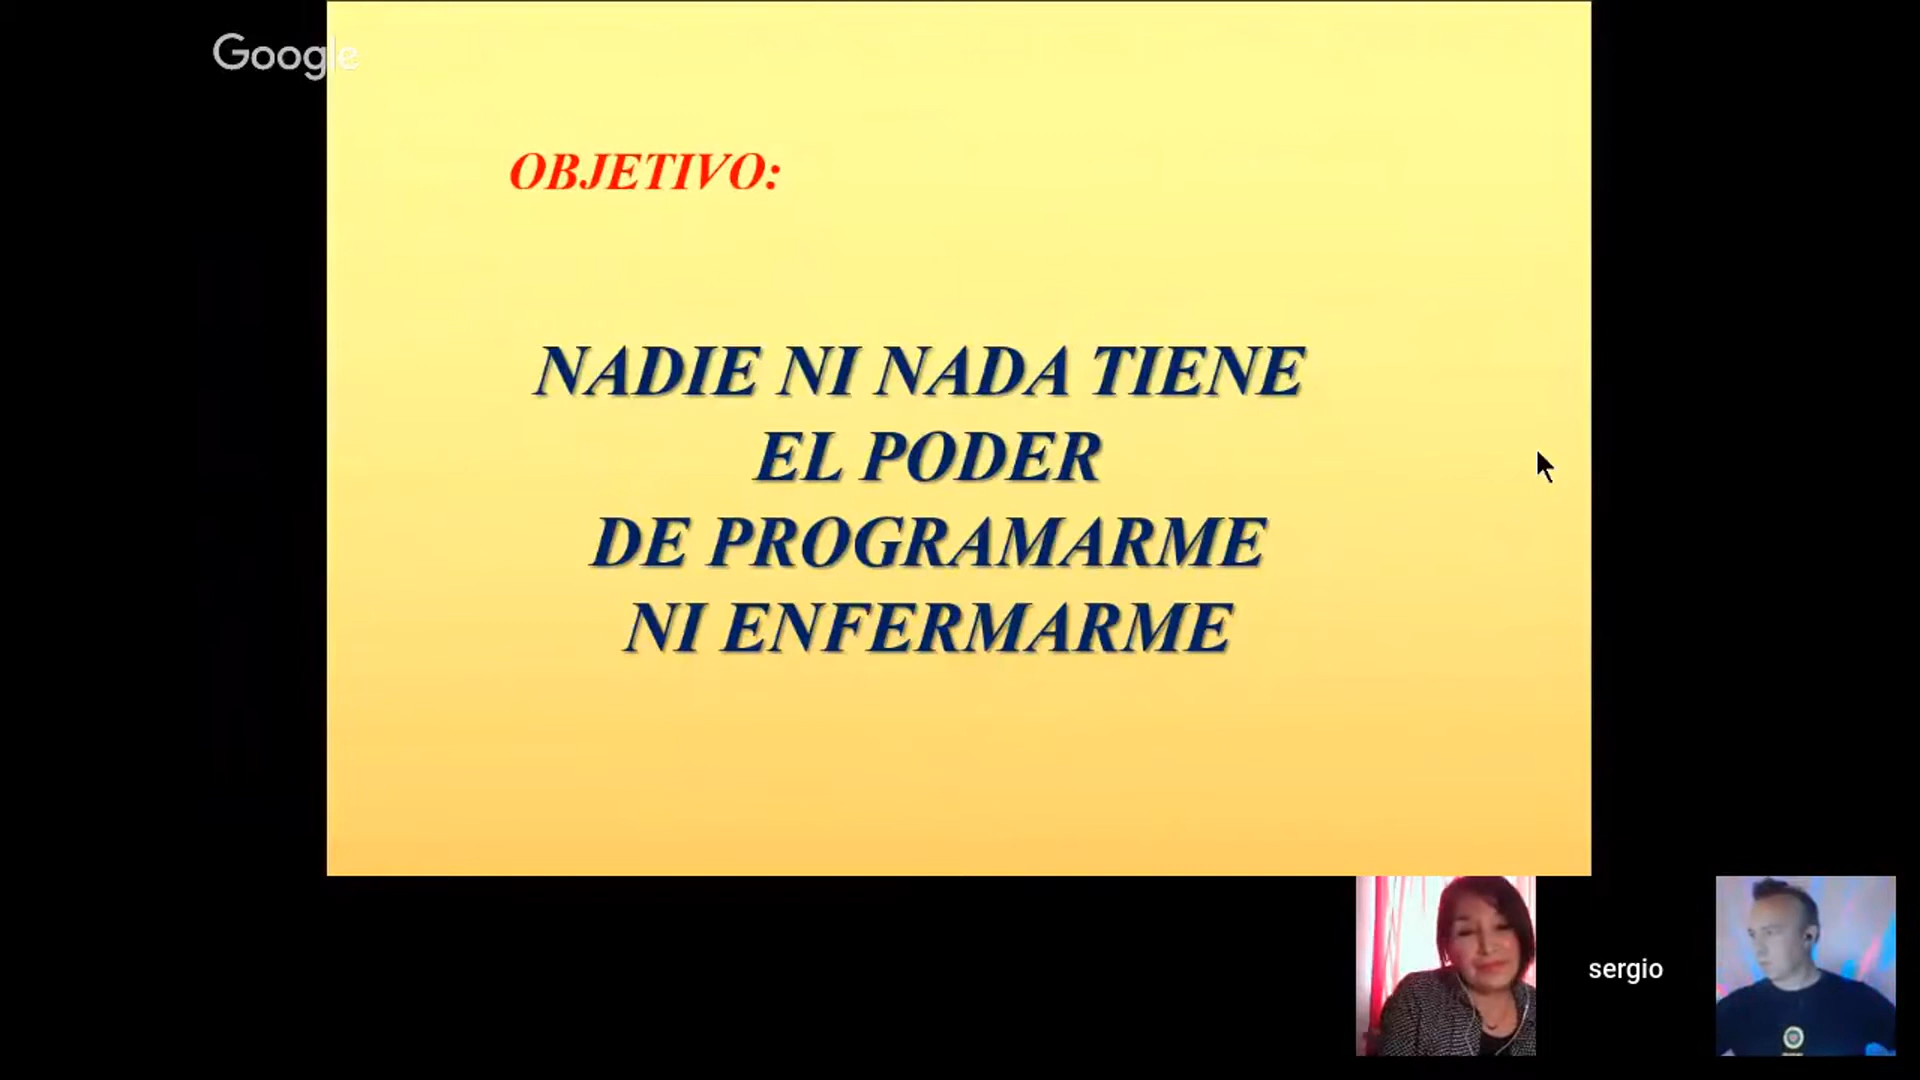 Google
OBJETIVO:
NADIE NI NADA TIENE
EL PODER
DE PROGRAMARME
NI ENFERMARME
sergio